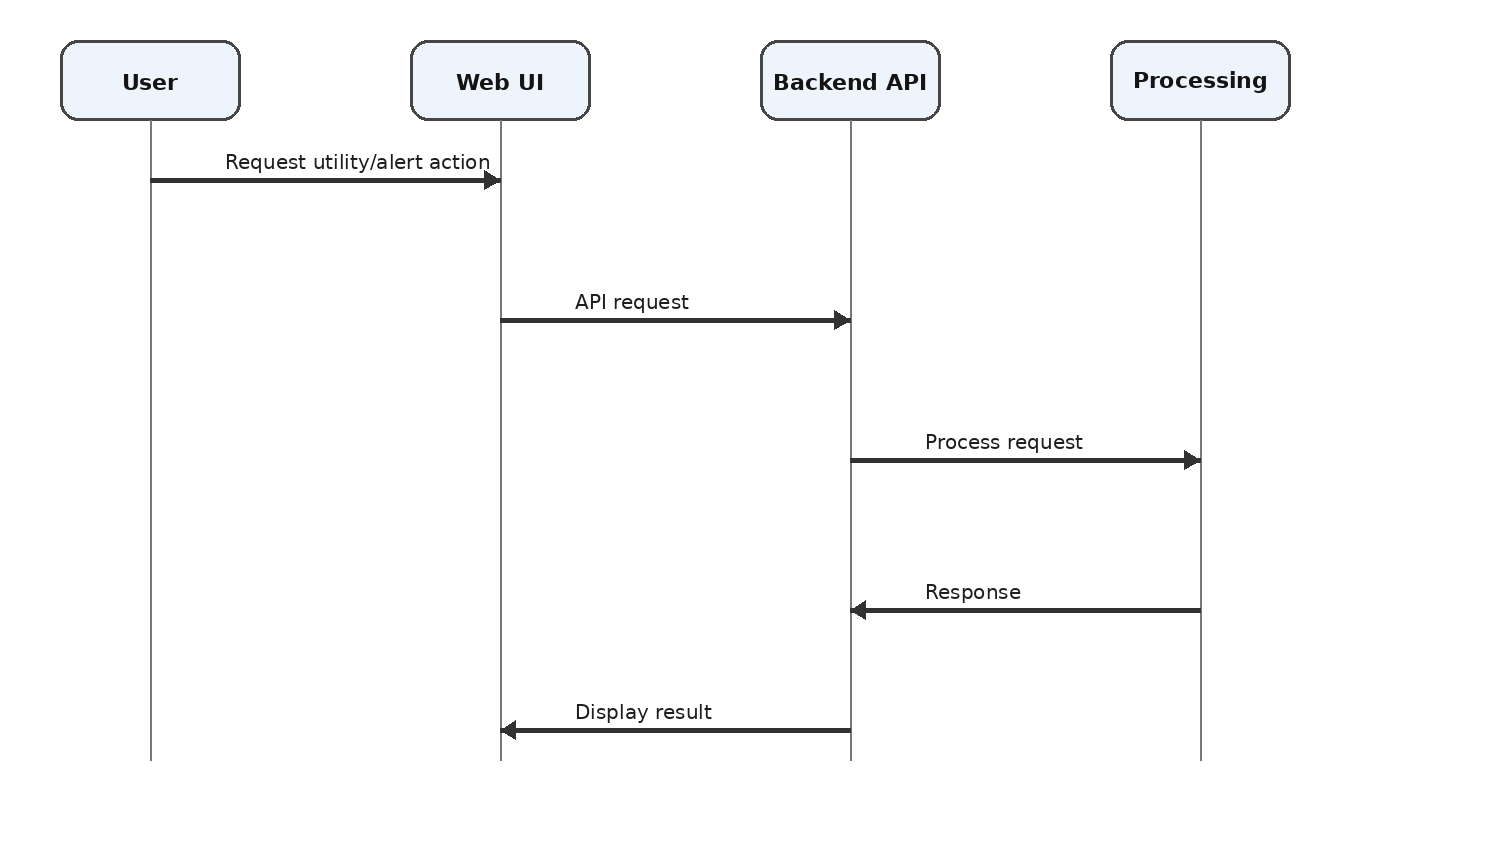 User
Web UI
Backend API
Processing
Request utility/alert action
API request
Process request
Response
Display result